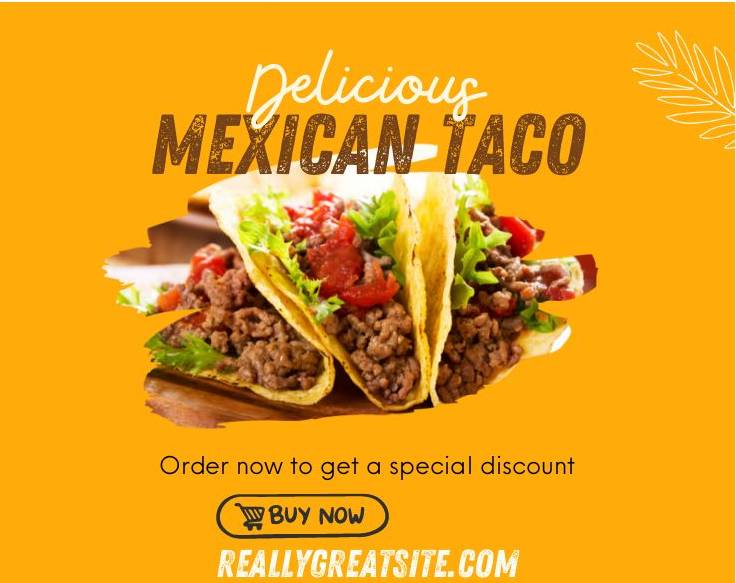 Delicious
MEXICAN TACO
Order now to get a special discount
BUY NOW
REALLYGREATSITE.COM